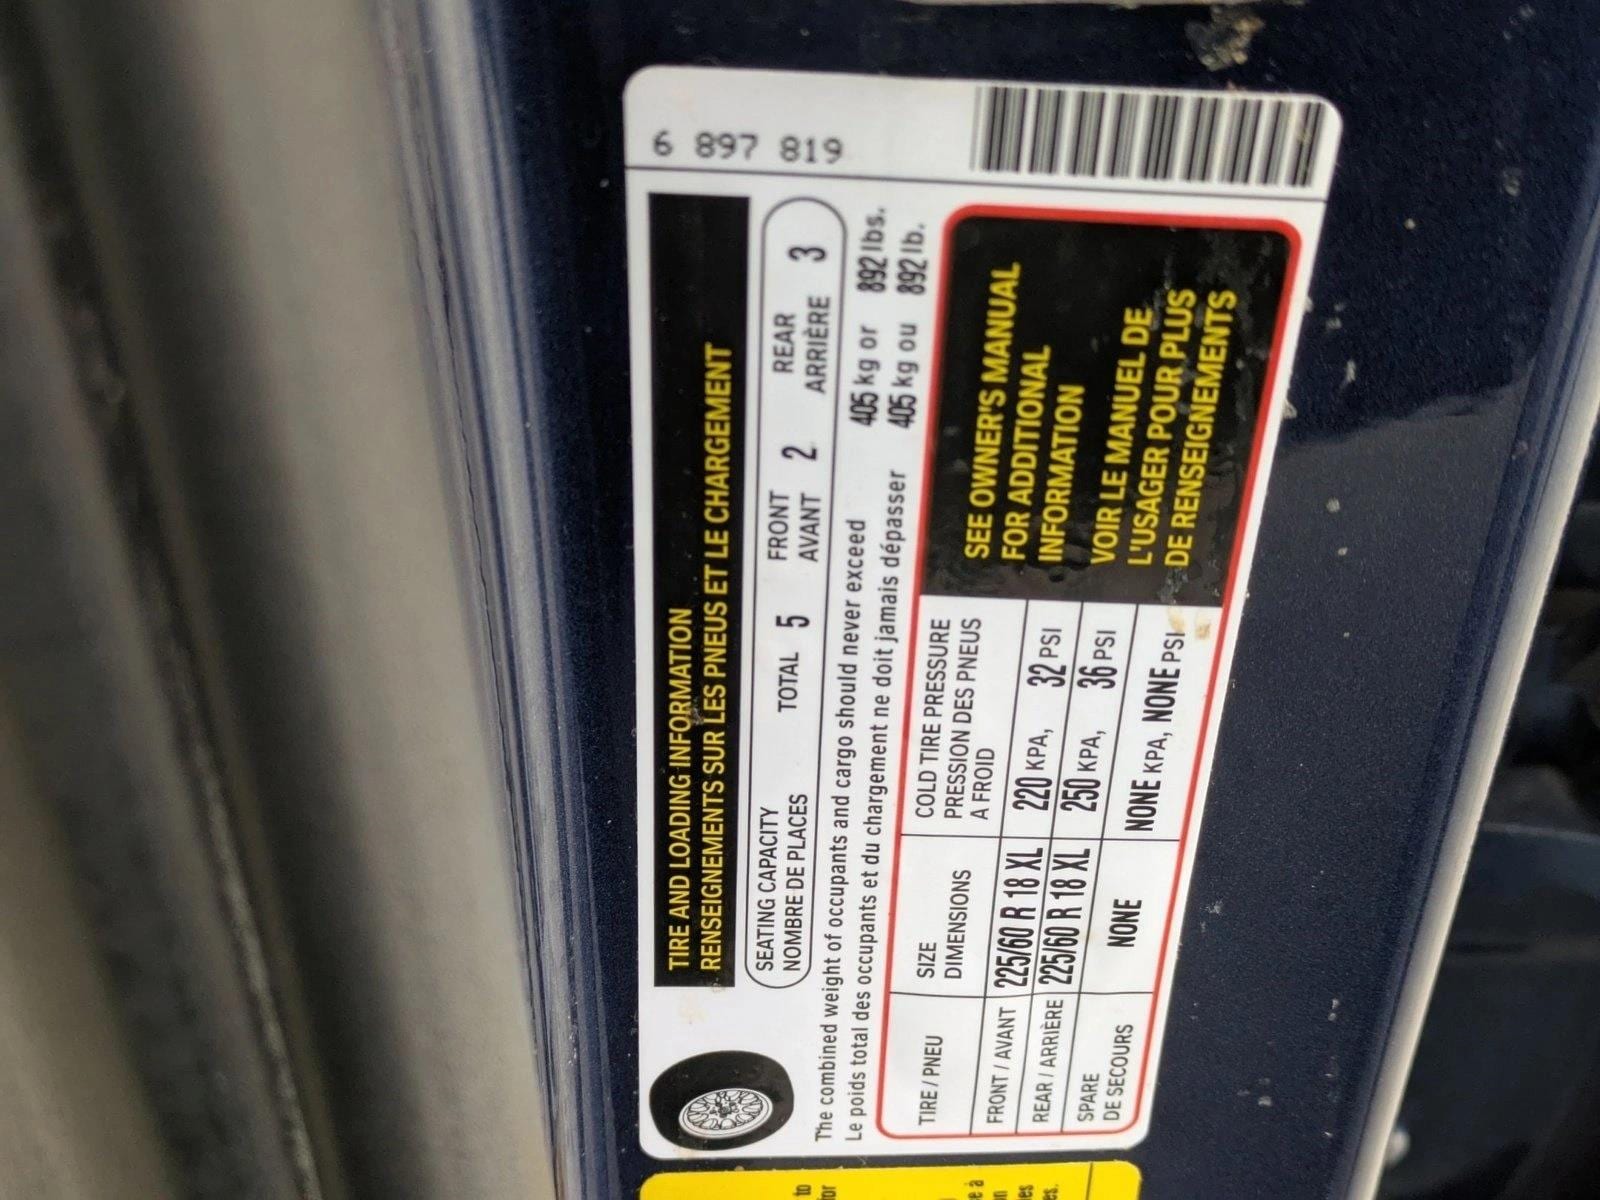 6 897 819
TIRE AND LOADING INFORMATION
RENSEIGNEMENTS SUR LES PNEUS ET LE CHARGEMENT
SEATING CAPACITY
NOMBRE DE PLACES
TOTAL 5
FRONT
AVANT 2
REAR
ARRIÈRE 3
The combined weight of occupants and cargo should never exceed 405 kg or 892 lbs.
Le poids total des occupants et du chargement ne doit jamais dépasser 405 kg ou 892 lb.
TIRE / PNEU
SIZE
DIMENSIONS
COLD TIRE PRESSURE
PRESSION DES PNEUS
A FROID
FRONT / AVANT 225/60 R 18 XL 220 KPA, 32 PSI
REAR / ARRIÈRE 225/60 R 18 XL 250 KPA, 36 PSI
SPARE
DE SECOURS
NONE
NONE KPA, NONE PSI
SEE OWNER'S MANUAL
FOR ADDITIONAL
INFORMATION
VOIR LE MANUEL DE
L'USAGER POUR PLUS
DE RENSEIGNEMENTS
to